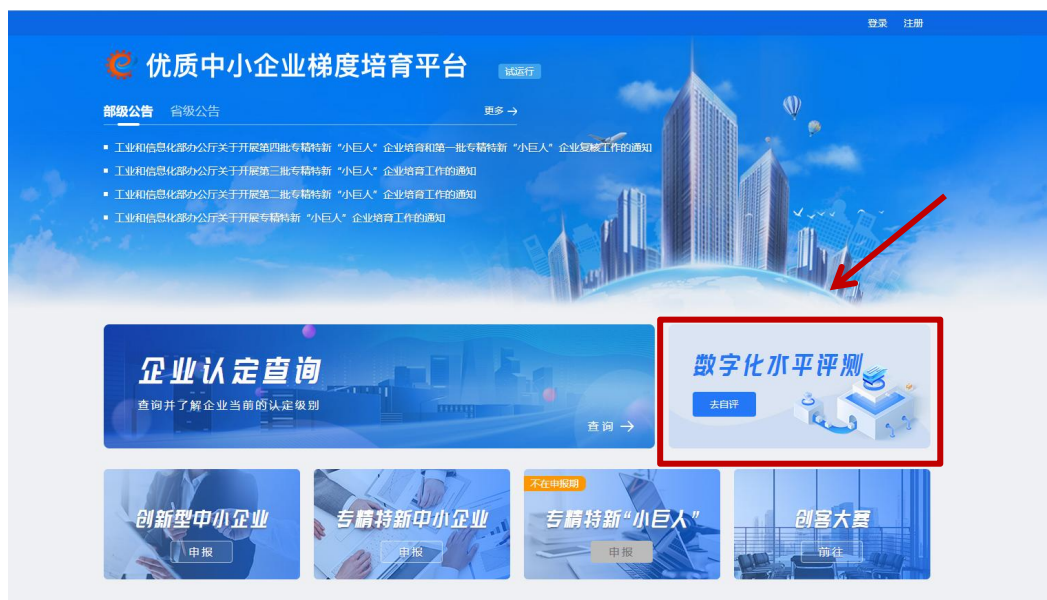 登录 注册
优质中小企业梯度培育平台 试运行
部级公告 省级公告 更多 →
工业和信息化部办公厅关于开展第四批专精特新“小巨人”企业培育和第一批专精特新“小巨人”企业复核工作的通知
工业和信息化部办公厅关于开展第三批专精特新“小巨人”企业培育工作的通知
工业和信息化部办公厅关于开展第二批专精特新“小巨人”企业培育工作的通知
工业和信息化部办公厅关于开展专精特新“小巨人”企业培育工作的通知
企业认定查询
查询并了解企业当前的认定级别
查询 →
数字化水平评测
去自评
创新型中小企业
申报
专精特新中小企业
申报
不在申报期
专精特新“小巨人”
申报
创客大赛
前往